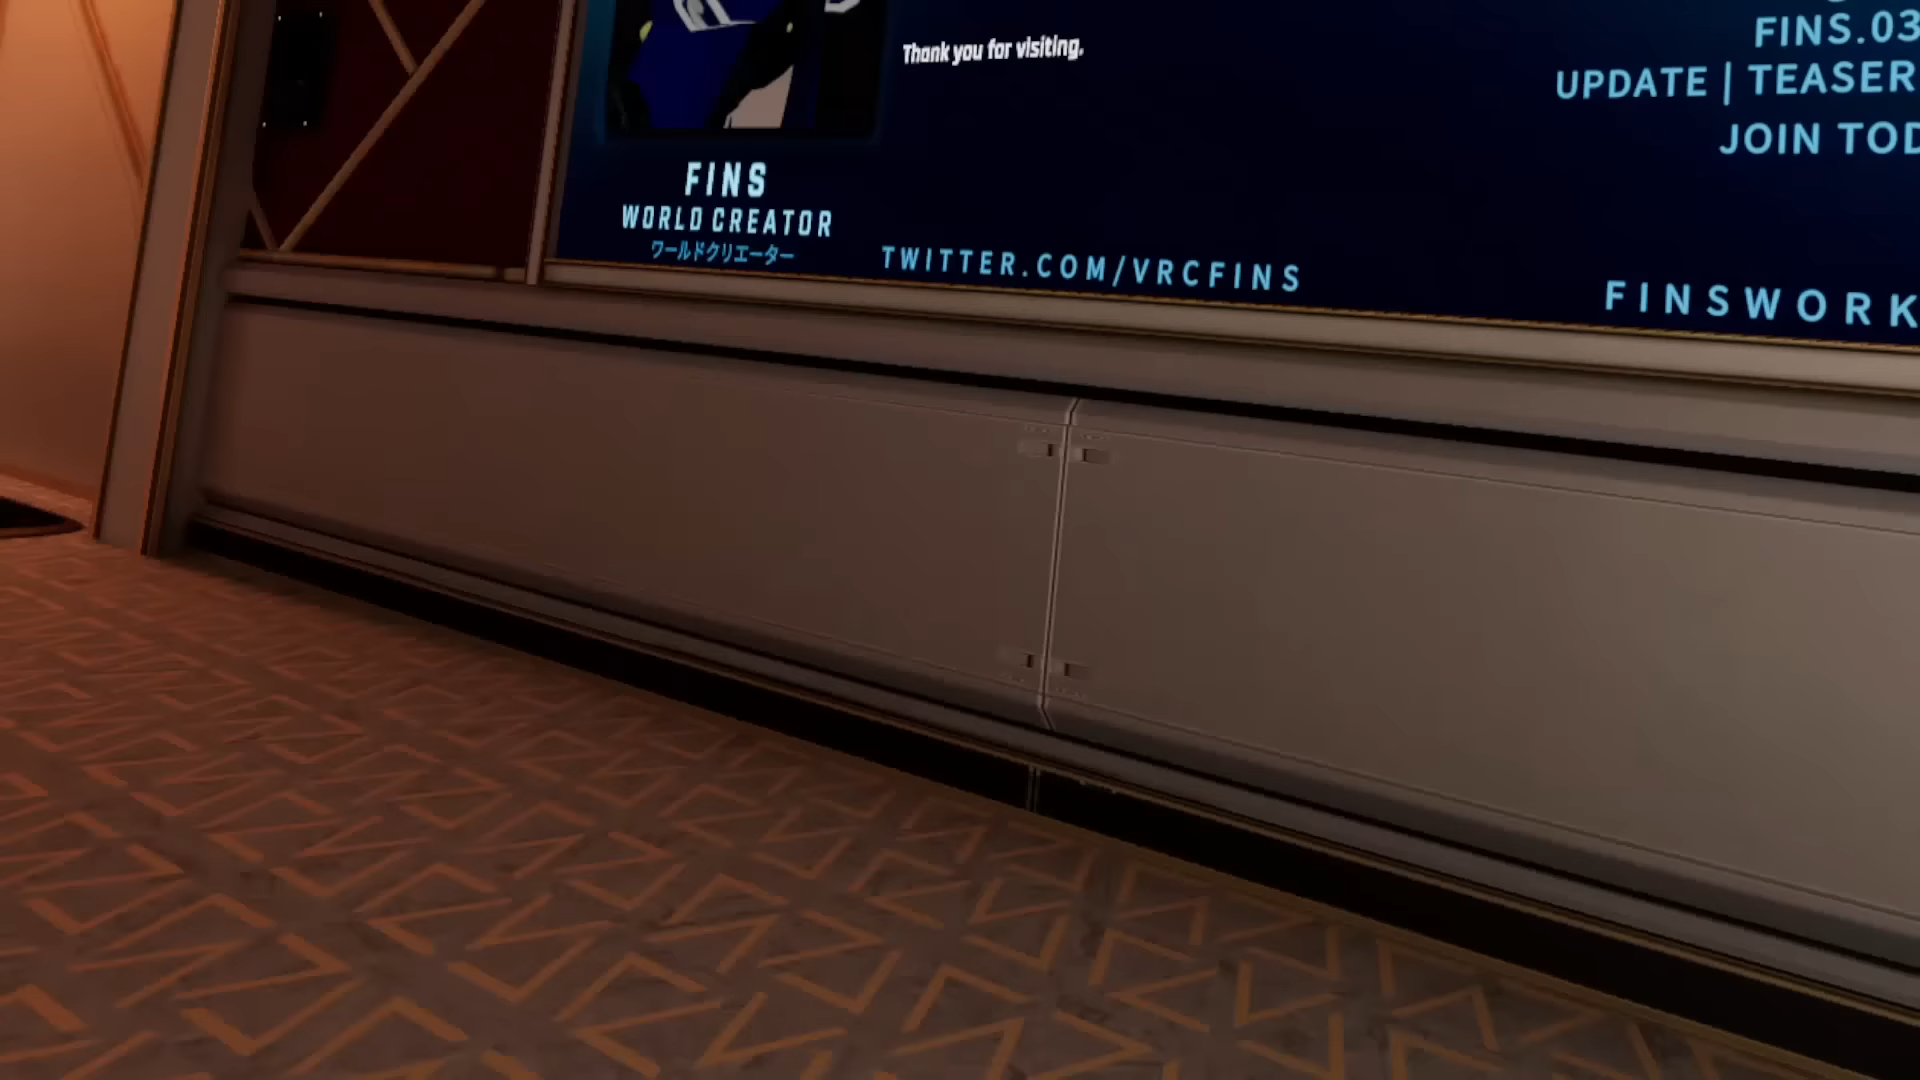 Thank you for visiting.
FINS
WORLD CREATOR
ワールドクリエーター
TWITTER.COM/VRCFINS
FINS.03
UPDATE | TEASER
JOIN TOD
FINSWORK